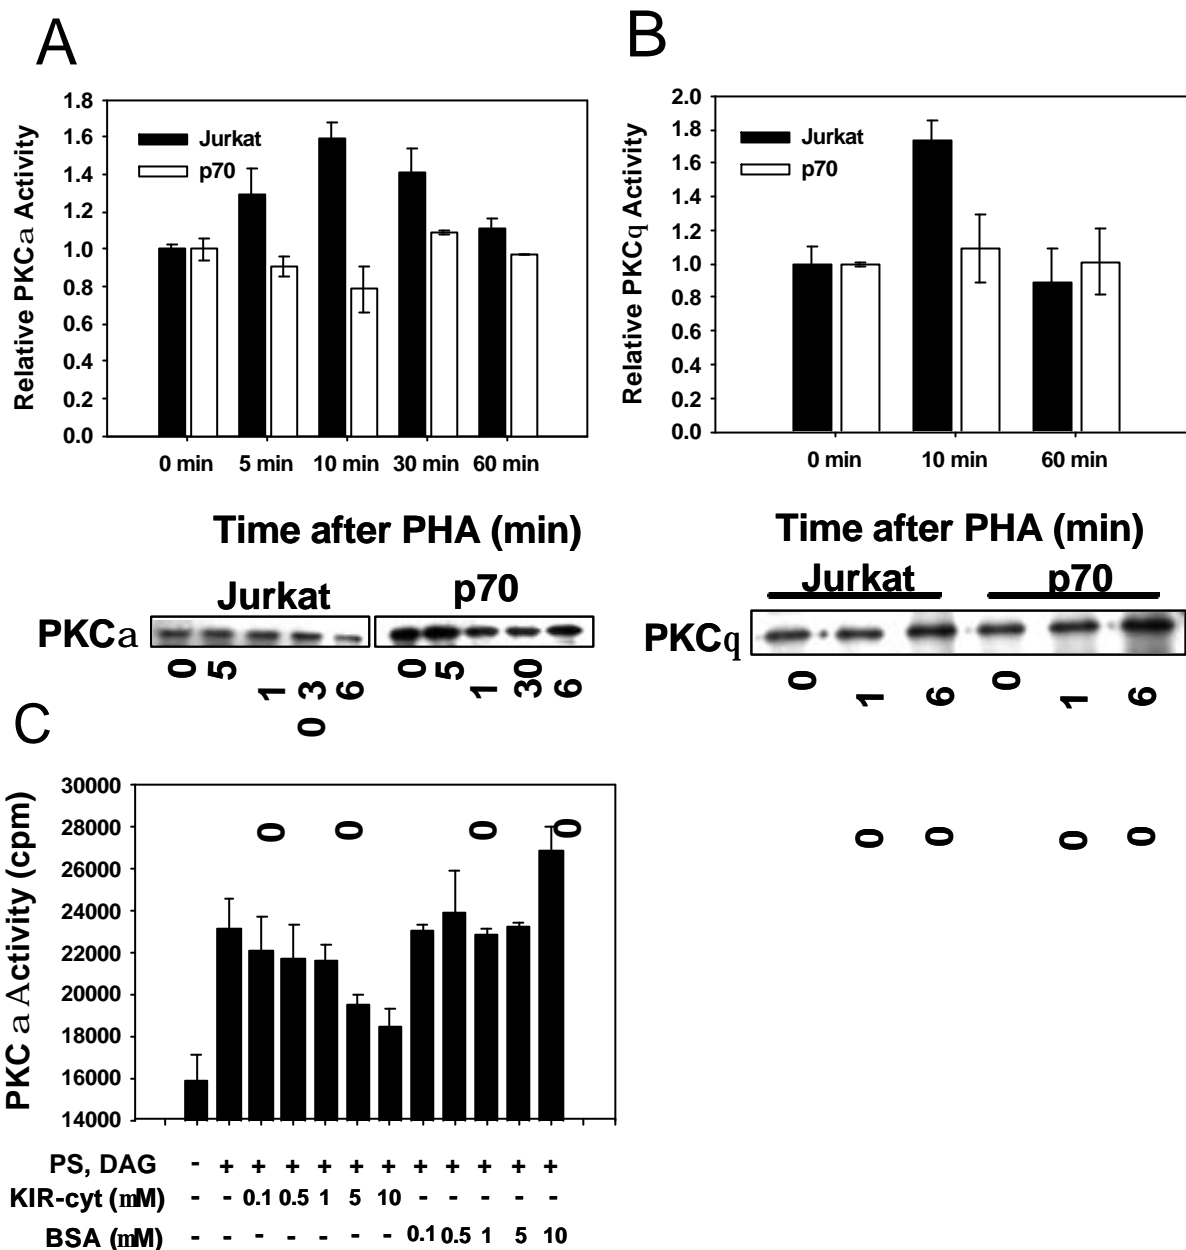 A
1.8
1.6
1.4
1.2
1.0
0.8
0.6
0.4
0.2
0.0
Relative PKCa Activity
Jurkat
p70
0 min 5 min 10 min 30 min 60 min
Time after PHA (min)
Jurkat p70
PKCa
0 5 1 3 6 0 5 1 30 6
0
B
2.0
1.8
1.6
1.4
1.2
1.0
0.8
0.6
0.4
0.2
0.0
Relative PKCq Activity
Jurkat
p70
0 min 10 min 60 min
Time after PHA (min)
Jurkat p70
PKCq
0 1 6 0 1 6
0 0 0 0
C
30000
28000
26000
24000
22000
20000
18000
16000
14000
PKC a Activity (cpm)
0 0 0 0
PS, DAG - + + + + + + + + + + +
KIR-cyt (mM) - - 0.1 0.5 1 5 10 - - - - -
BSA (mM) - - - - - - - 0.1 0.5 1 5 10